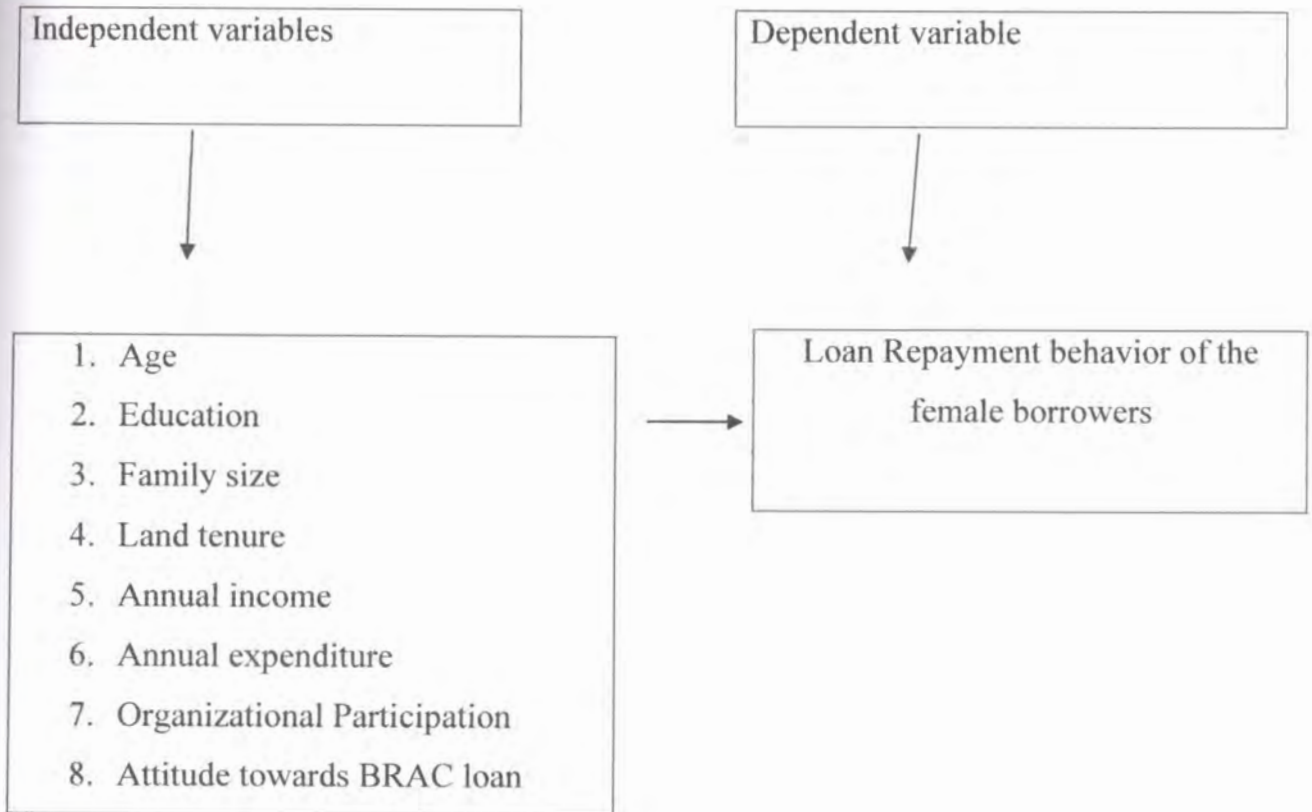 Independent variables
Dependent variable
1. Age
2. Education
3. Family size
4. Land tenure
5. Annual income
6. Annual expenditure
7. Organizational Participation
8. Attitude towards BRAC loan
Loan Repayment behavior of the
female borrowers